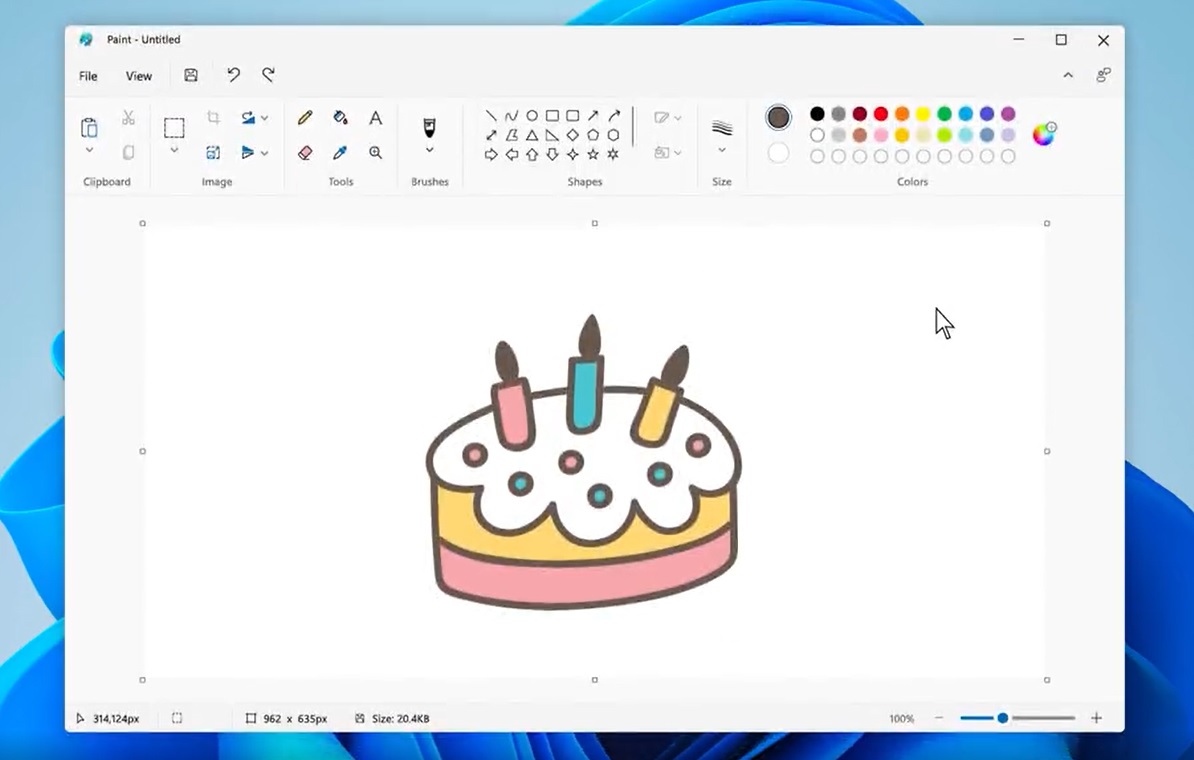 Paint - Untitled
File View
A
Clipboard Image Tools Brushes Shapes Size Colors
314,124px 962 x 635px Size: 20.4KB 100%